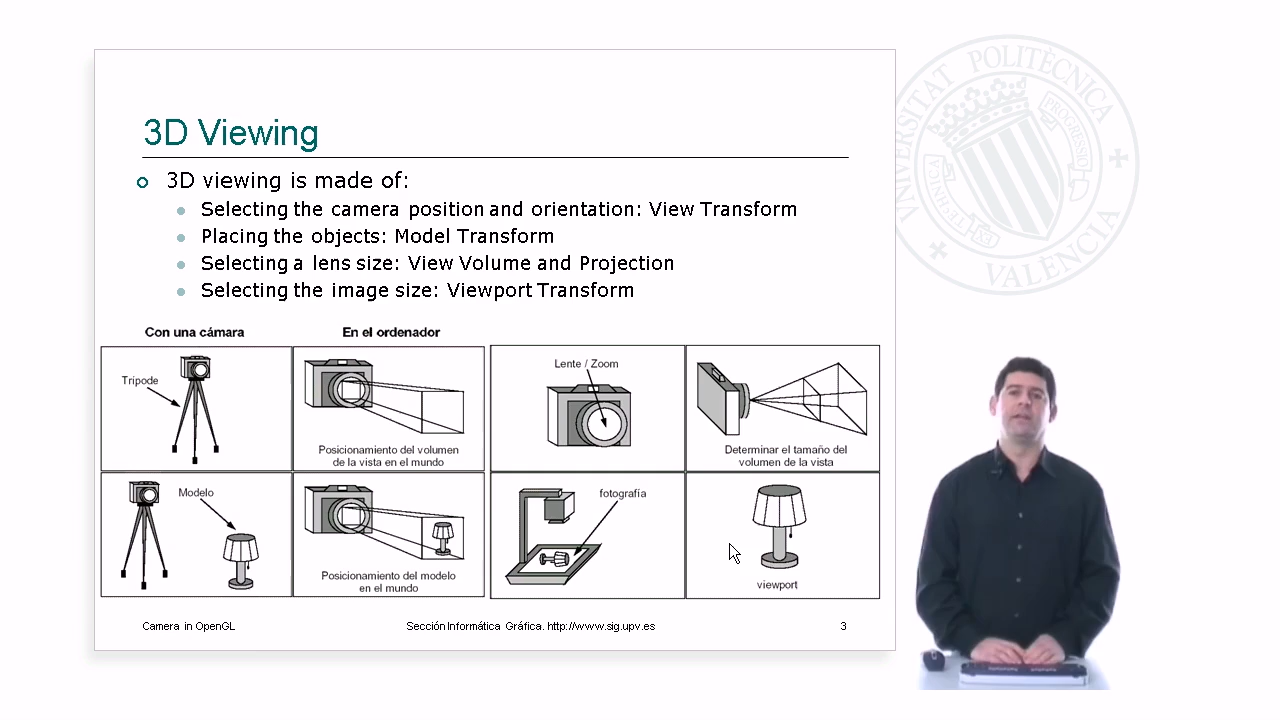 3D Viewing
3D viewing is made of:
Selecting the camera position and orientation: View Transform
Placing the objects: Model Transform
Selecting a lens size: View Volume and Projection
Selecting the image size: Viewport Transform
Con una cámara
En el ordenador
Trípode
Posicionamiento del volumen
de la vista en el mundo
Lente / Zoom
Determinar el tamaño del
volumen de la vista
Modelo
Posicionamiento del modelo
en el mundo
fotografía
viewport
Camera in OpenGL
Sección Informática Gráfica. http://www.sig.upv.es
3
UNIVERSITAT POLITÈCNICA
VALÈNCIA